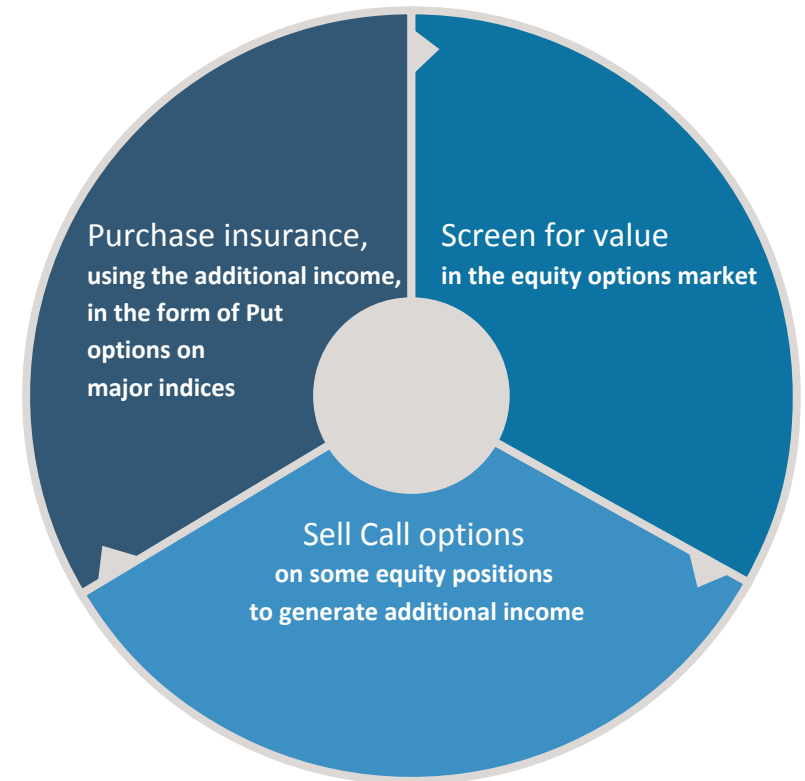 Purchase insurance,
using the additional income,
in the form of Put
options on
major indices
Screen for value
in the equity options market
Sell Call options
on some equity positions
to generate additional income